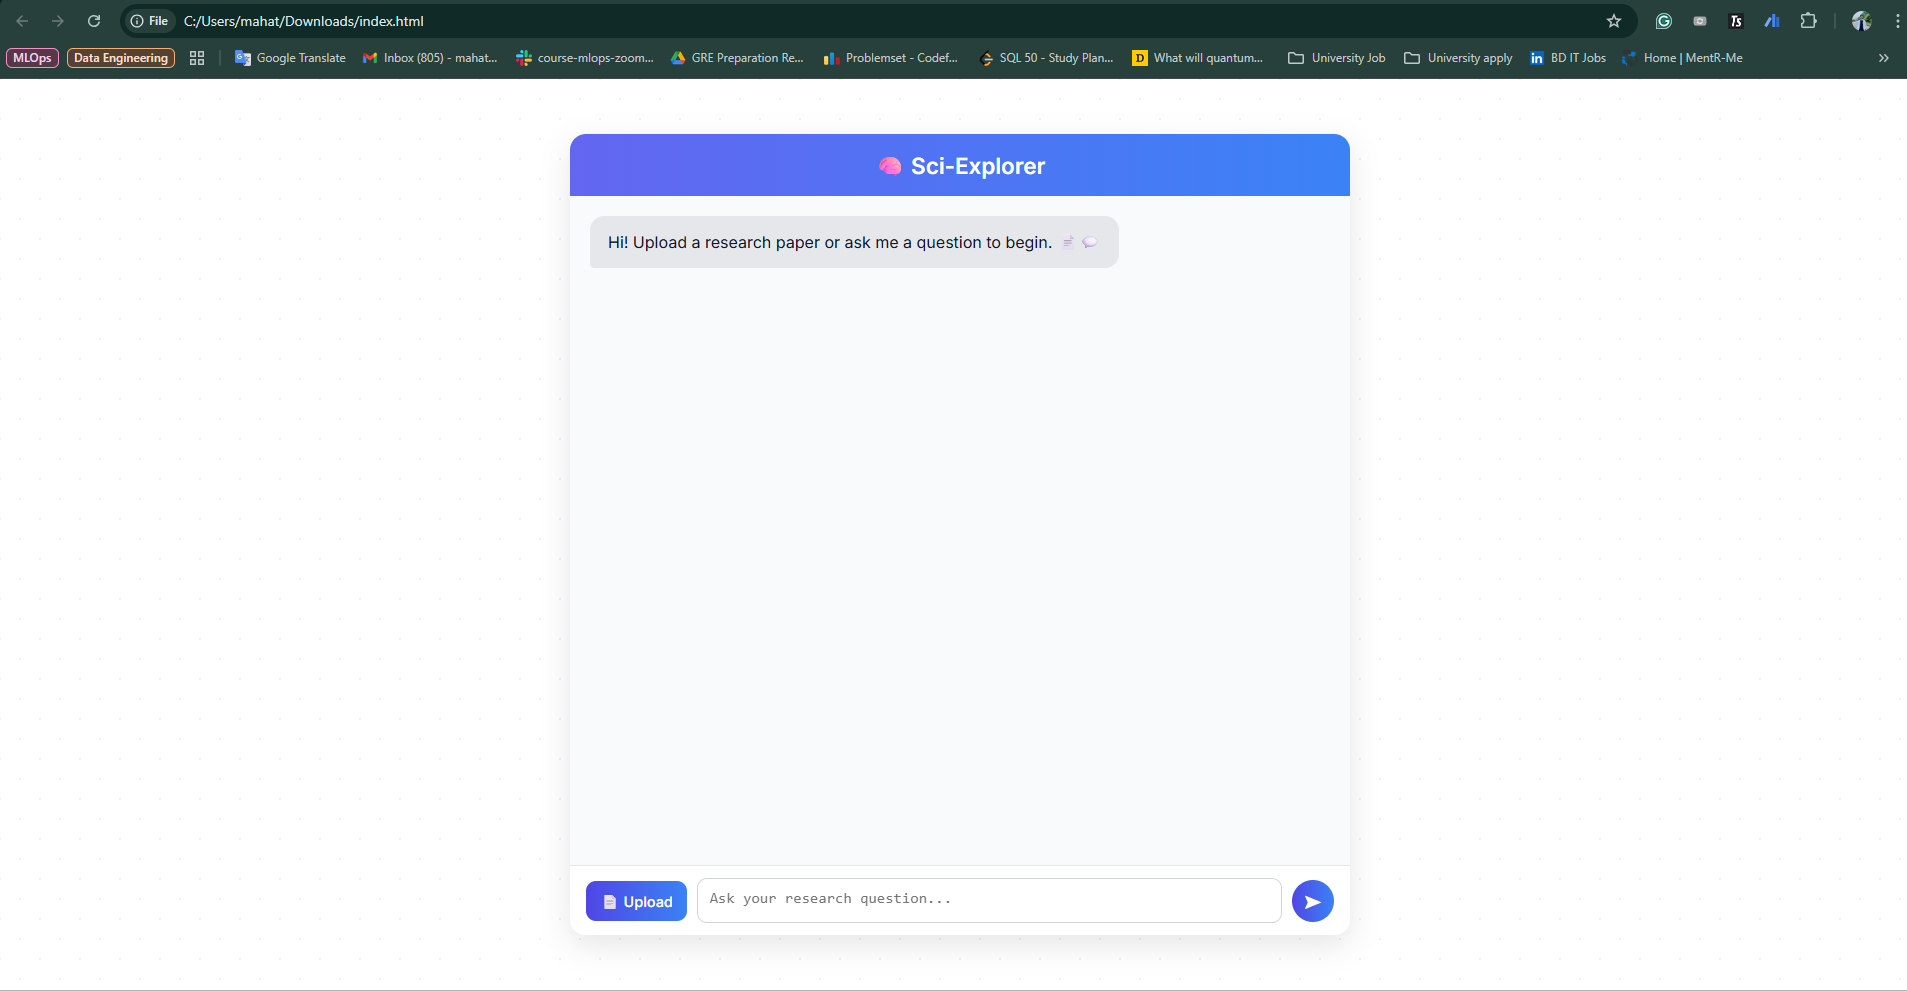 File C:/Users/mahat/Downloads/index.html
MLOps Data Engineering Google Translate Inbox (805) - mahat... course-mlops-zoom... GRE Preparation Re... Problemset - Codef... SQL 50 - Study Plan... D What will quantum... University Job University apply in BD IT Jobs Home | MentR-Me
🧠 Sci-Explorer
Hi! Upload a research paper or ask me a question to begin. 📄 💬
📄 Upload Ask your research question...